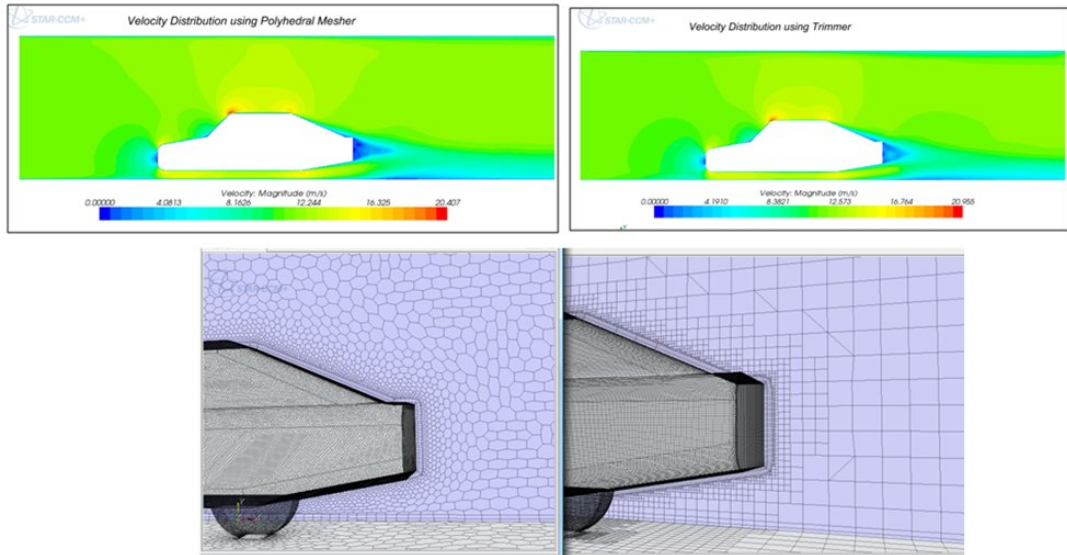 STAR-CCM+
Velocity Distribution using Polyhedral Mesher
Velocity: Magnitude (m/s)
0.00000 4.0813 8.1626 12.244 16.325 20.407
STAR-CCM+
Velocity Distribution using Trimmer
Velocity: Magnitude (m/s)
0.00000 4.1910 8.3821 12.573 16.764 20.955
STAR-CCM+